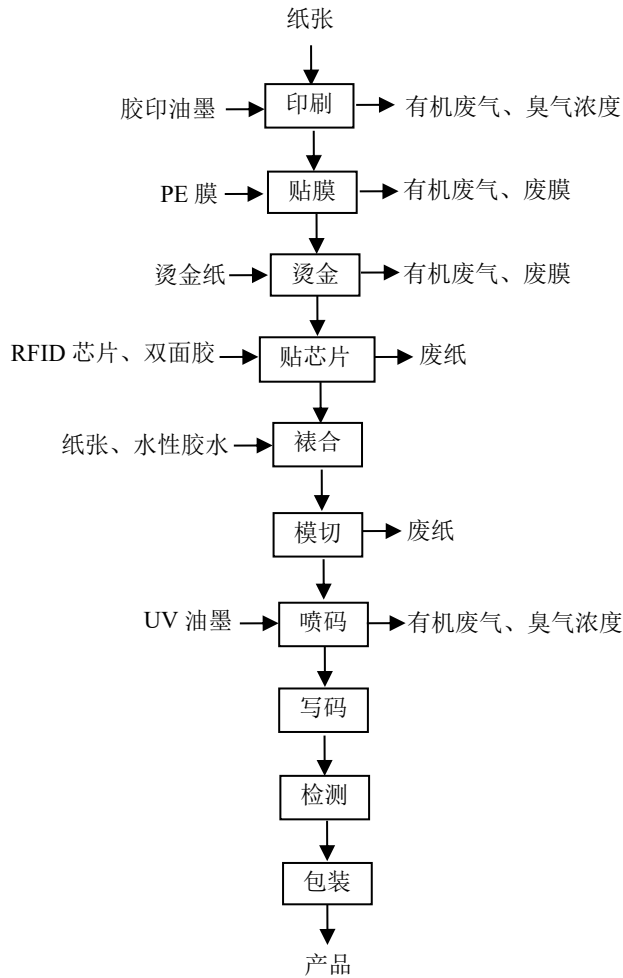 纸张
胶印油墨 印刷 有机废气、臭气浓度
PE 膜 贴膜 有机废气、废膜
烫金纸 烫金 有机废气、废膜
RFID 芯片、双面胶 贴芯片 废纸
纸张、水性胶水 裱合
模切 废纸
UV 油墨 喷码 有机废气、臭气浓度
写码
检测
包装
产品